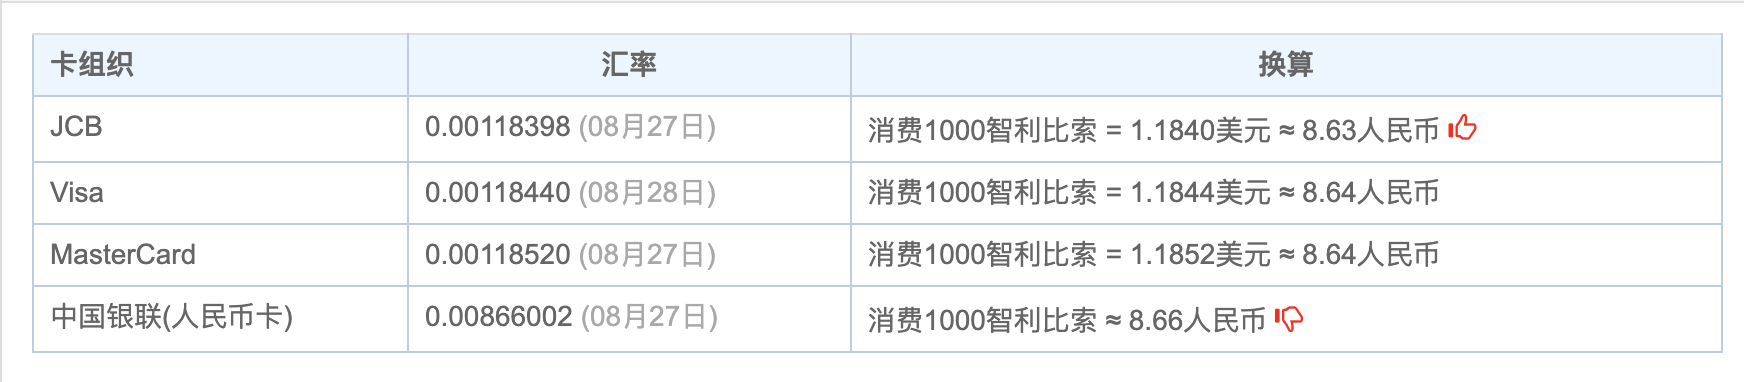 卡组织 汇率 换算
JCB 0.00118398 (08月27日) 消费1000智利比索 = 1.1840美元 ≈ 8.63人民币
Visa 0.00118440 (08月28日) 消费1000智利比索 = 1.1844美元 ≈ 8.64人民币
MasterCard 0.00118520 (08月27日) 消费1000智利比索 = 1.1852美元 ≈ 8.64人民币
中国银联(人民币卡) 0.00866002 (08月27日) 消费1000智利比索 ≈ 8.66人民币